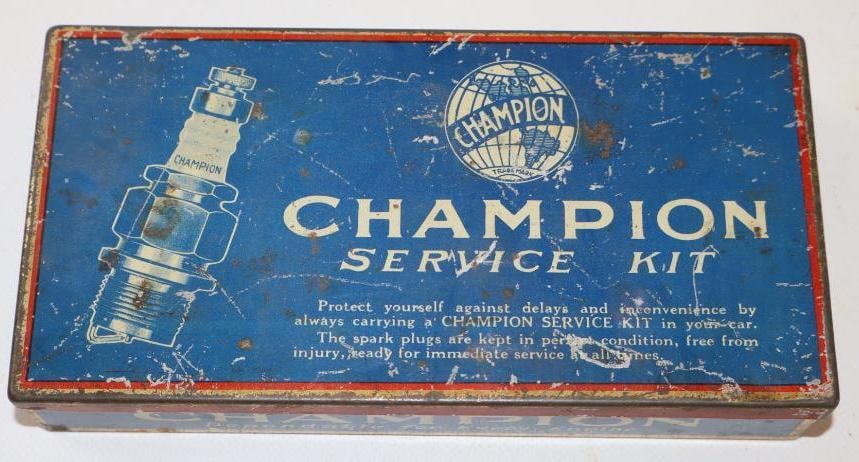 CHAMPION
TRADE MARK
CHAMPION
CHAMPION
SERVICE KIT
Protect yourself against delays and inconvenience by
always carrying a CHAMPION SERVICE KIT in your car.
The spark plugs are kept in perfect condition, free from
injury, ready for immediate service at all times.
CHAMPION